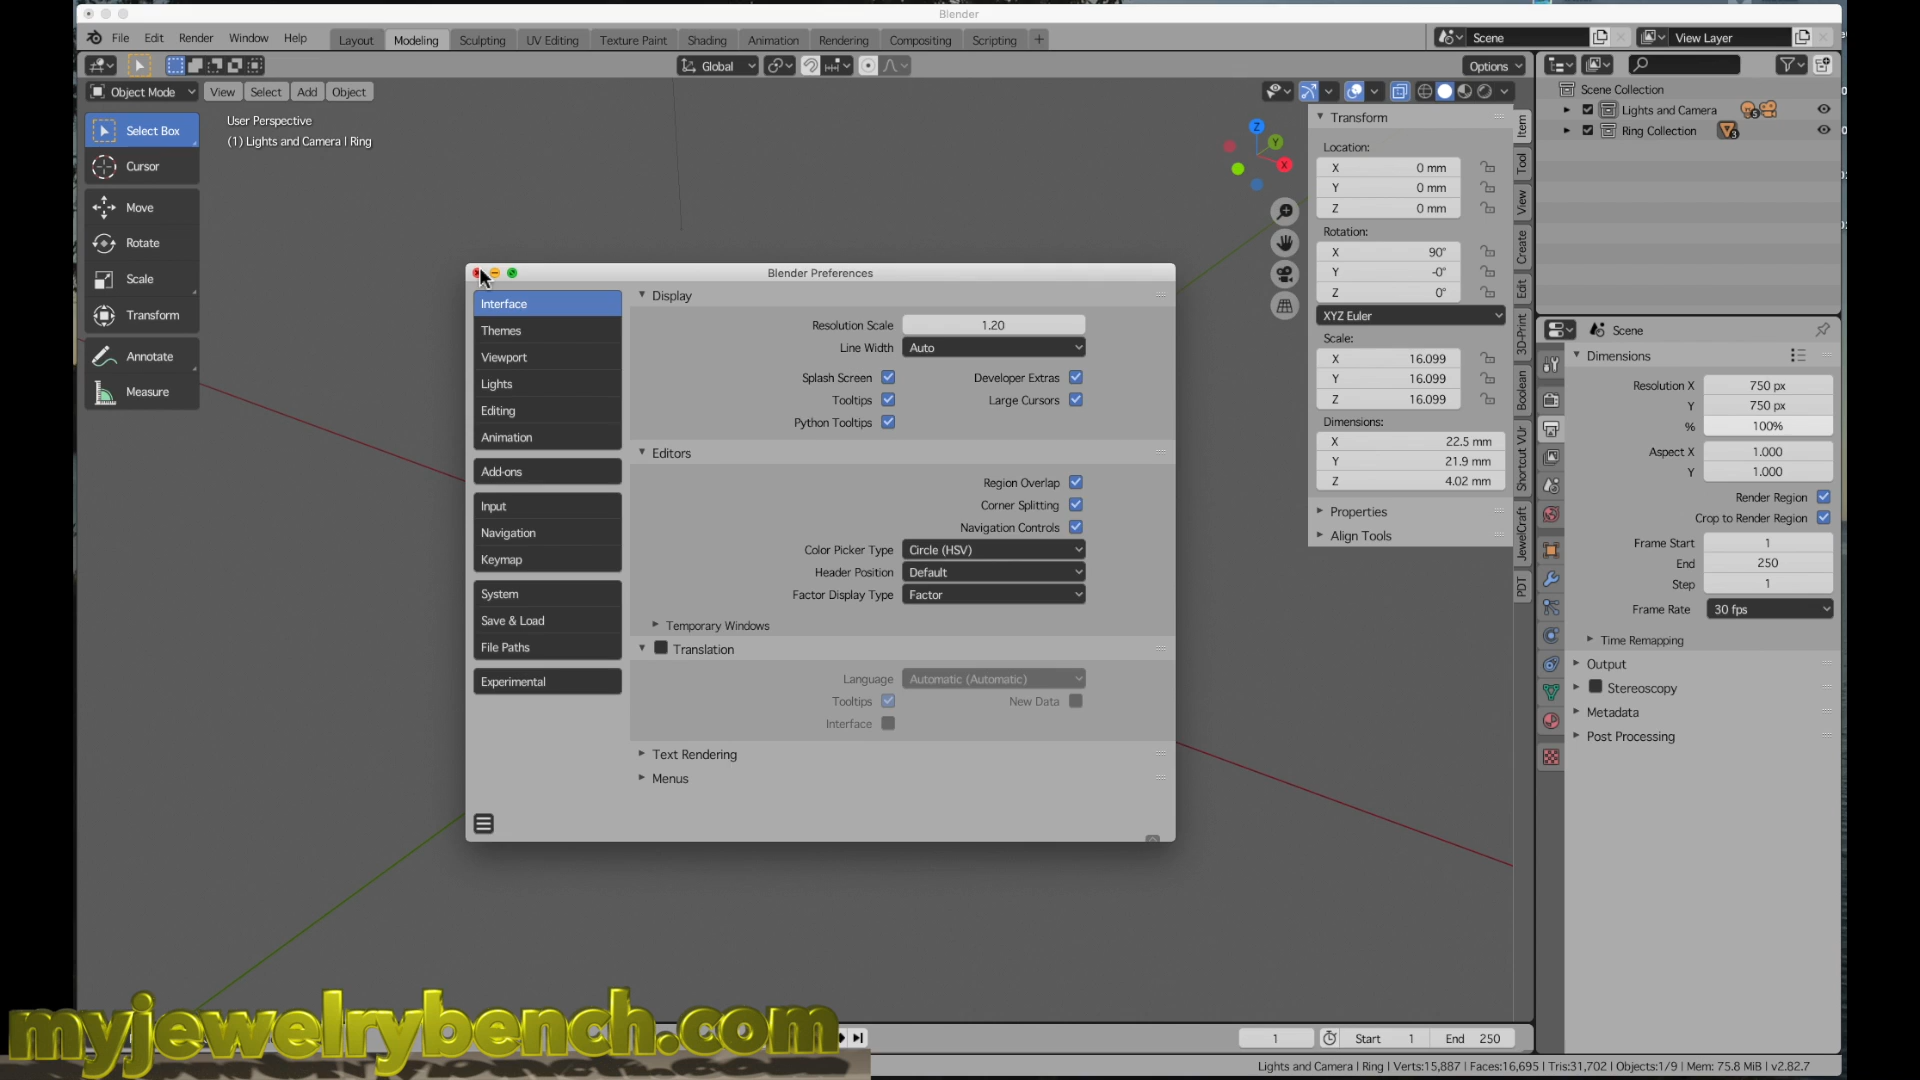 Blender
File Edit Render Window Help Layout Modeling Sculpting UV Editing Texture Paint Shading Animation Rendering Compositing Scripting + Scene View Layer
Global Options
Object Mode View Select Add Object
User Perspective
(1) Lights and Camera | Ring
Select Box
Cursor
Move
Rotate
Scale
Transform
Annotate
Measure
Blender Preferences
Interface
Themes
Viewport
Lights
Editing
Animation
Add-ons
Input
Navigation
Keymap
System
Save & Load
File Paths
Experimental
Display
Resolution Scale 1.20
Line Width Auto
Splash Screen Developer Extras
Tooltips Large Cursors
Python Tooltips
Editors
Region Overlap
Corner Splitting
Navigation Controls
Color Picker Type Circle (HSV)
Header Position Default
Factor Display Type Factor
Temporary Windows
Translation
Language Automatic (Automatic)
Tooltips New Data
Interface
Text Rendering
Menus
Z
Y
X
Transform
Location:
X 0 mm
Y 0 mm
Z 0 mm
Rotation:
X 90°
Y -0°
Z 0°
XYZ Euler
Scale:
X 16.099
Y 16.099
Z 16.099
Dimensions:
X 22.5 mm
Y 21.9 mm
Z 4.02 mm
Properties
Align Tools
Item
Tool
View
Create
Edit
3D-Print
Boolean
Shortcut VUr
JewelCraft
PDT
Scene Collection
Lights and Camera 5
Ring Collection 3
Scene
Dimensions
Resolution X 750 px
Y 750 px
% 100%
Aspect X 1.000
Y 1.000
Render Region
Crop to Render Region
Frame Start 1
End 250
Step 1
Frame Rate 30 fps
Time Remapping
Output
Stereoscopy
Metadata
Post Processing
1 Start 1 End 250
Lights and Camera | Ring | Verts:15,887 | Faces:16,695 | Tris:31,702 | Objects:1/9 | Mem: 75.8 MiB | v2.82.7
myjewelrybench.com